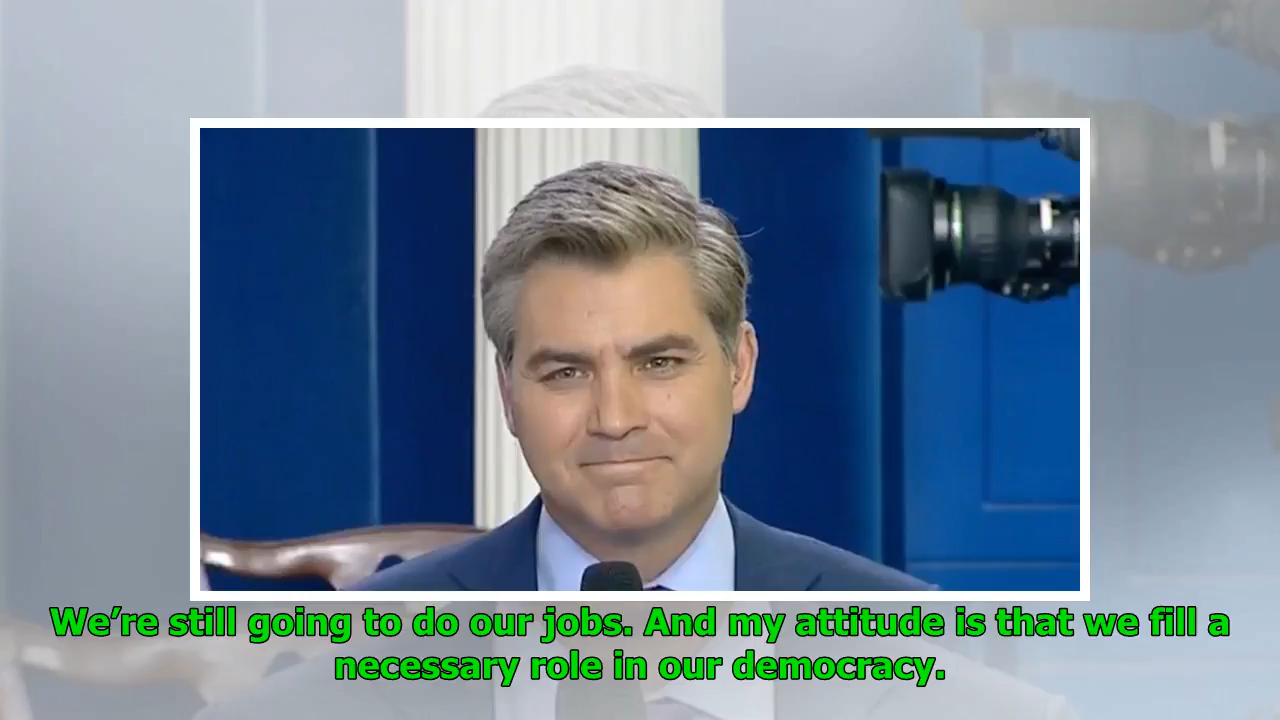 We’re still going to do our jobs. And my attitude is that we fill a
necessary role in our democracy.